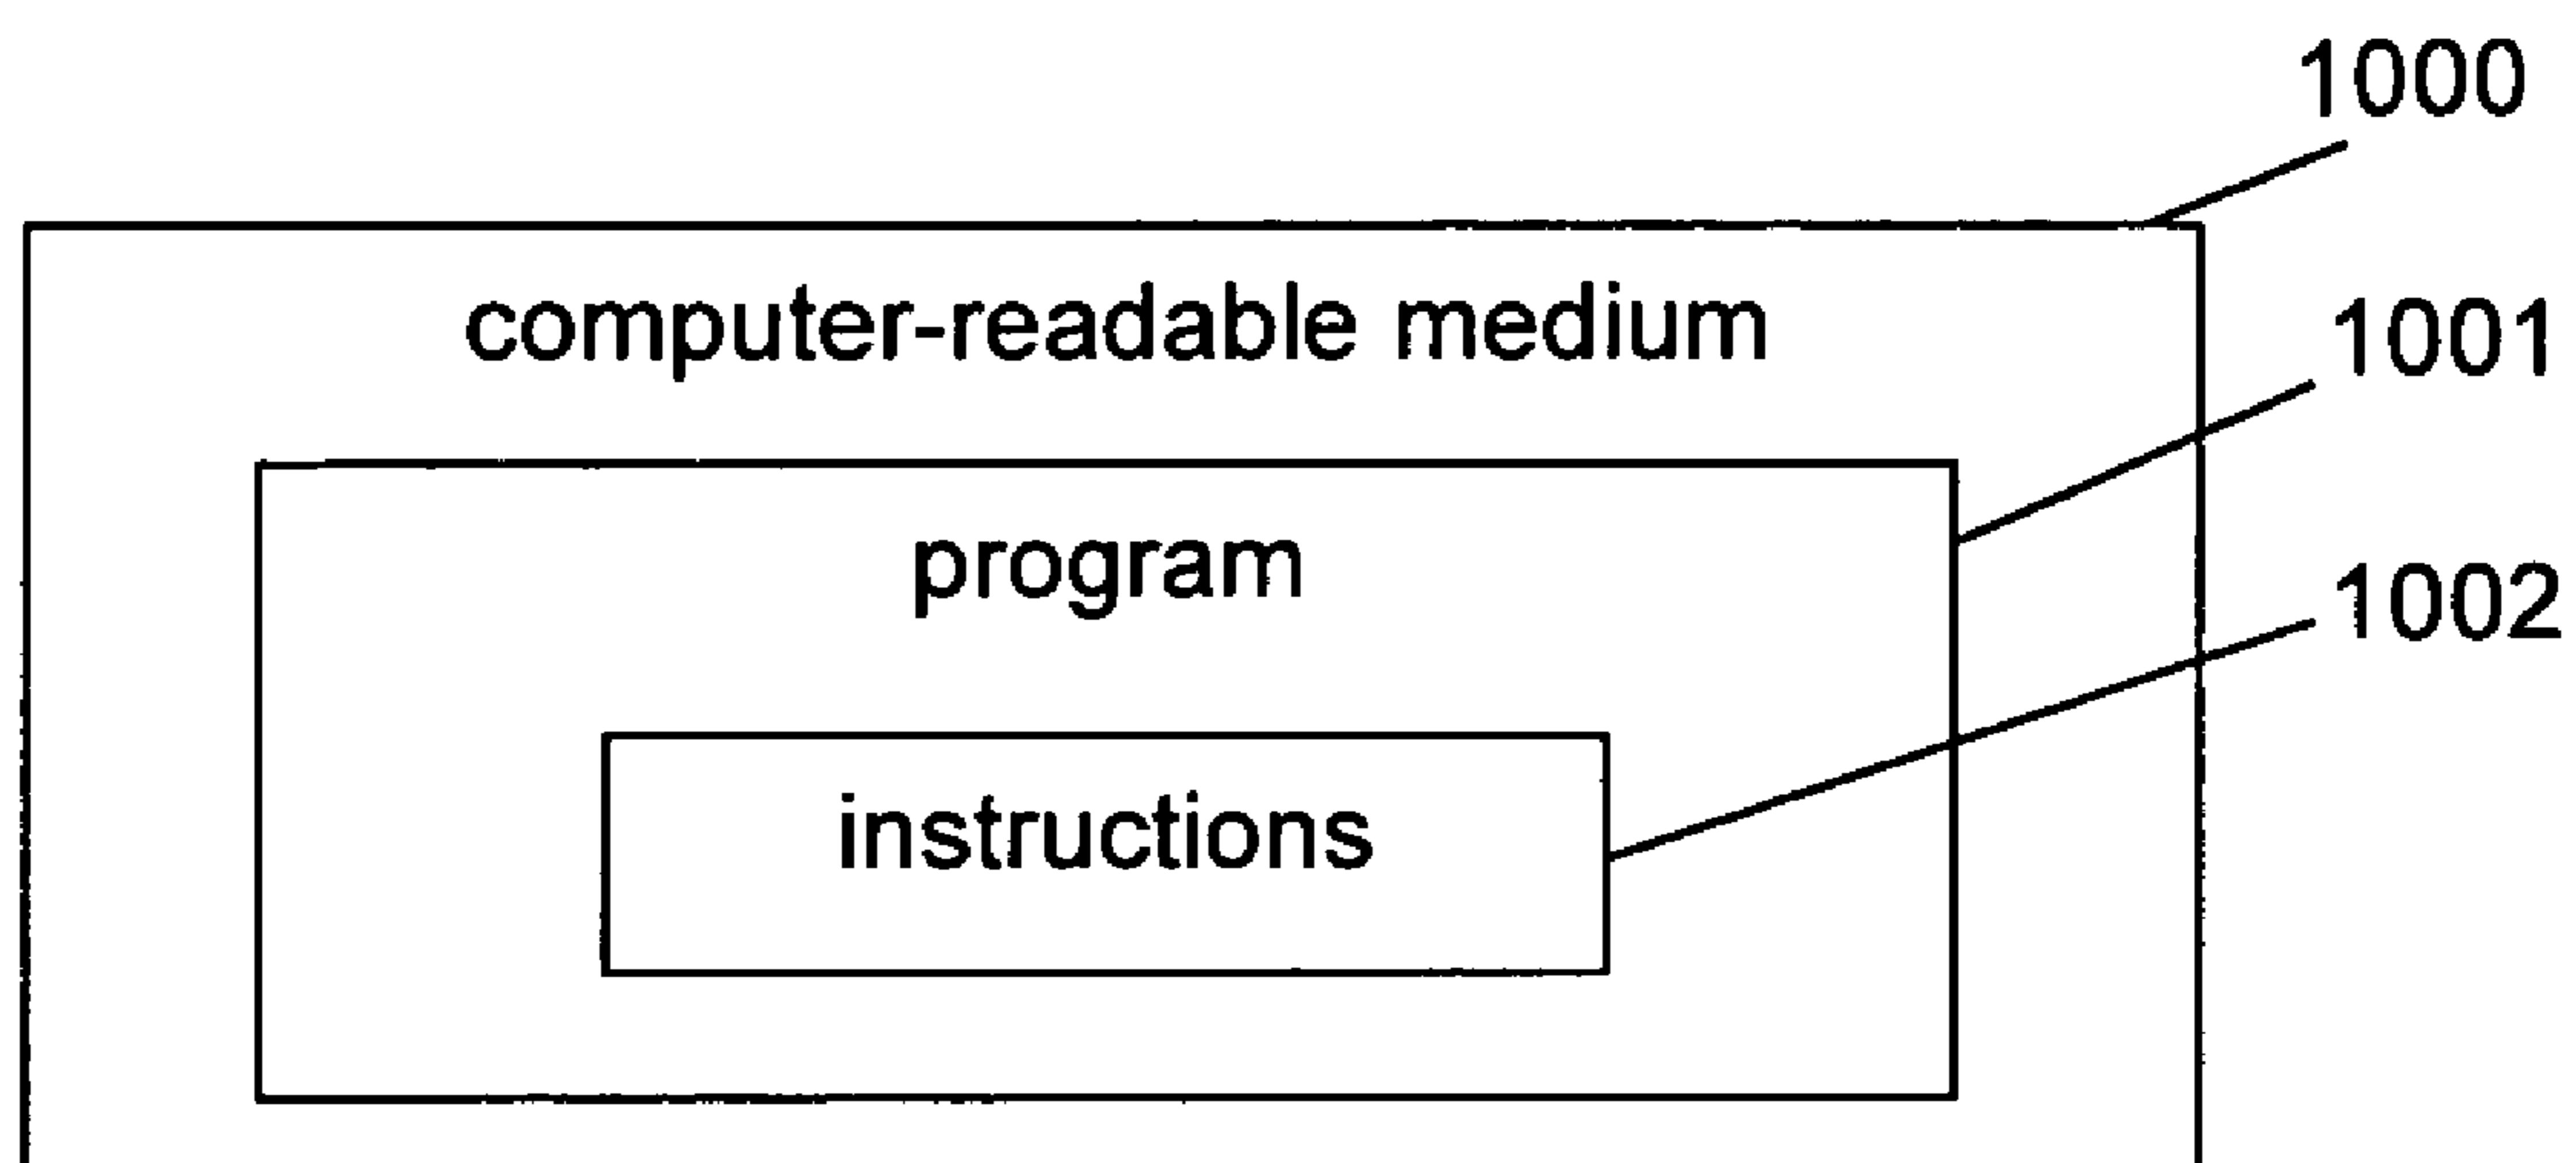 1000
computer-readable medium
1001
program
1002
instructions